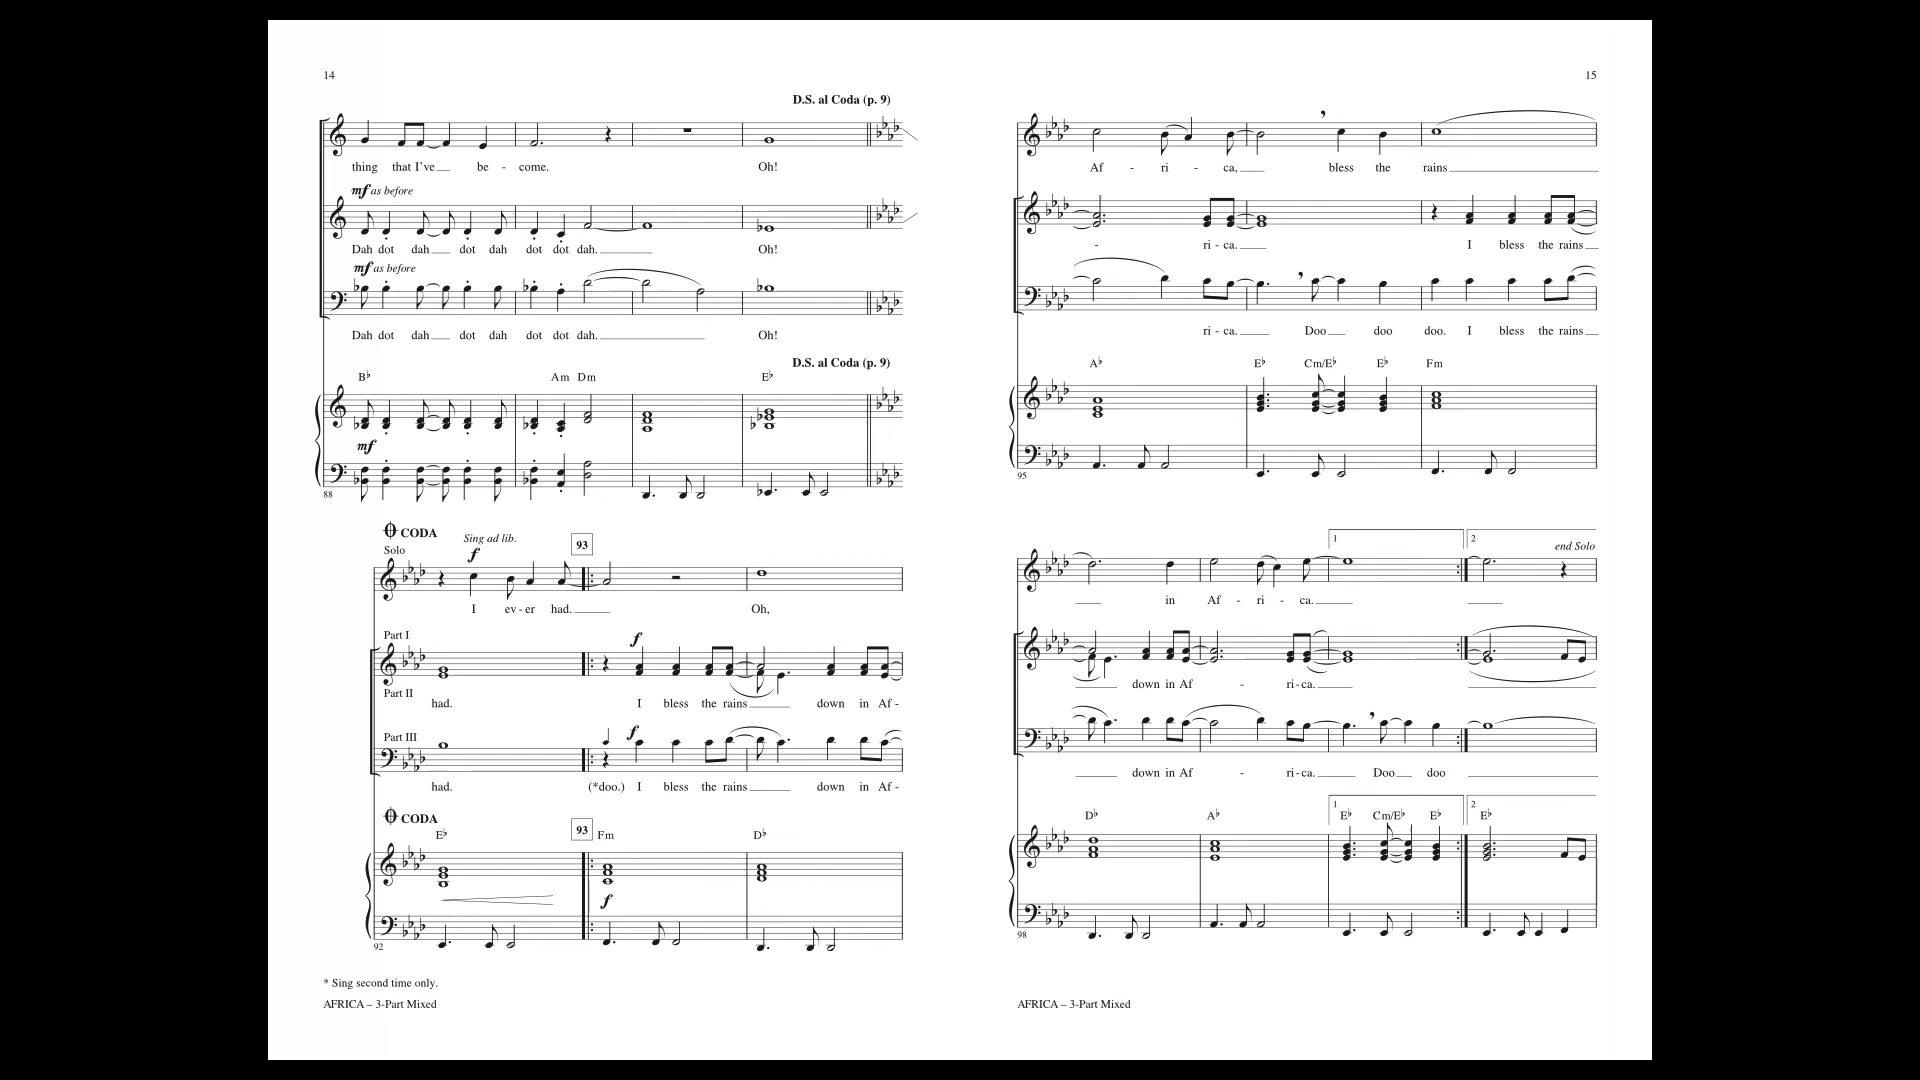 14
D.S. al Coda (p. 9)
thing that I've be - come. Oh!
mf as before
Dah dot dah dot dah dot dot dah. Oh!
mf as before
Dah dot dah dot dah dot dot dah. Oh!
D.S. al Coda (p. 9)
B♭ Am Dm E♭
mf
88
CODA
Solo
Sing ad lib.
f
93
I ev - er had. Oh,
Part I
f
Part II
had. I bless the rains down in Af -
Part III
f
had. (*doo.) I bless the rains down in Af -
CODA
93
E♭ Fm D♭
f
92
* Sing second time only.
AFRICA – 3-Part Mixed
15
Af - ri - ca, bless the rains
- ri - ca. I bless the rains
ri - ca. Doo doo doo. I bless the rains
A♭ E♭ Cm/E♭ E♭ Fm
95
1 2
end Solo
in Af - ri - ca.
down in Af - ri - ca.
down in Af - ri - ca. Doo doo
1 2
D♭ A♭ E♭ Cm/E♭ E♭ E♭
98
AFRICA – 3-Part Mixed